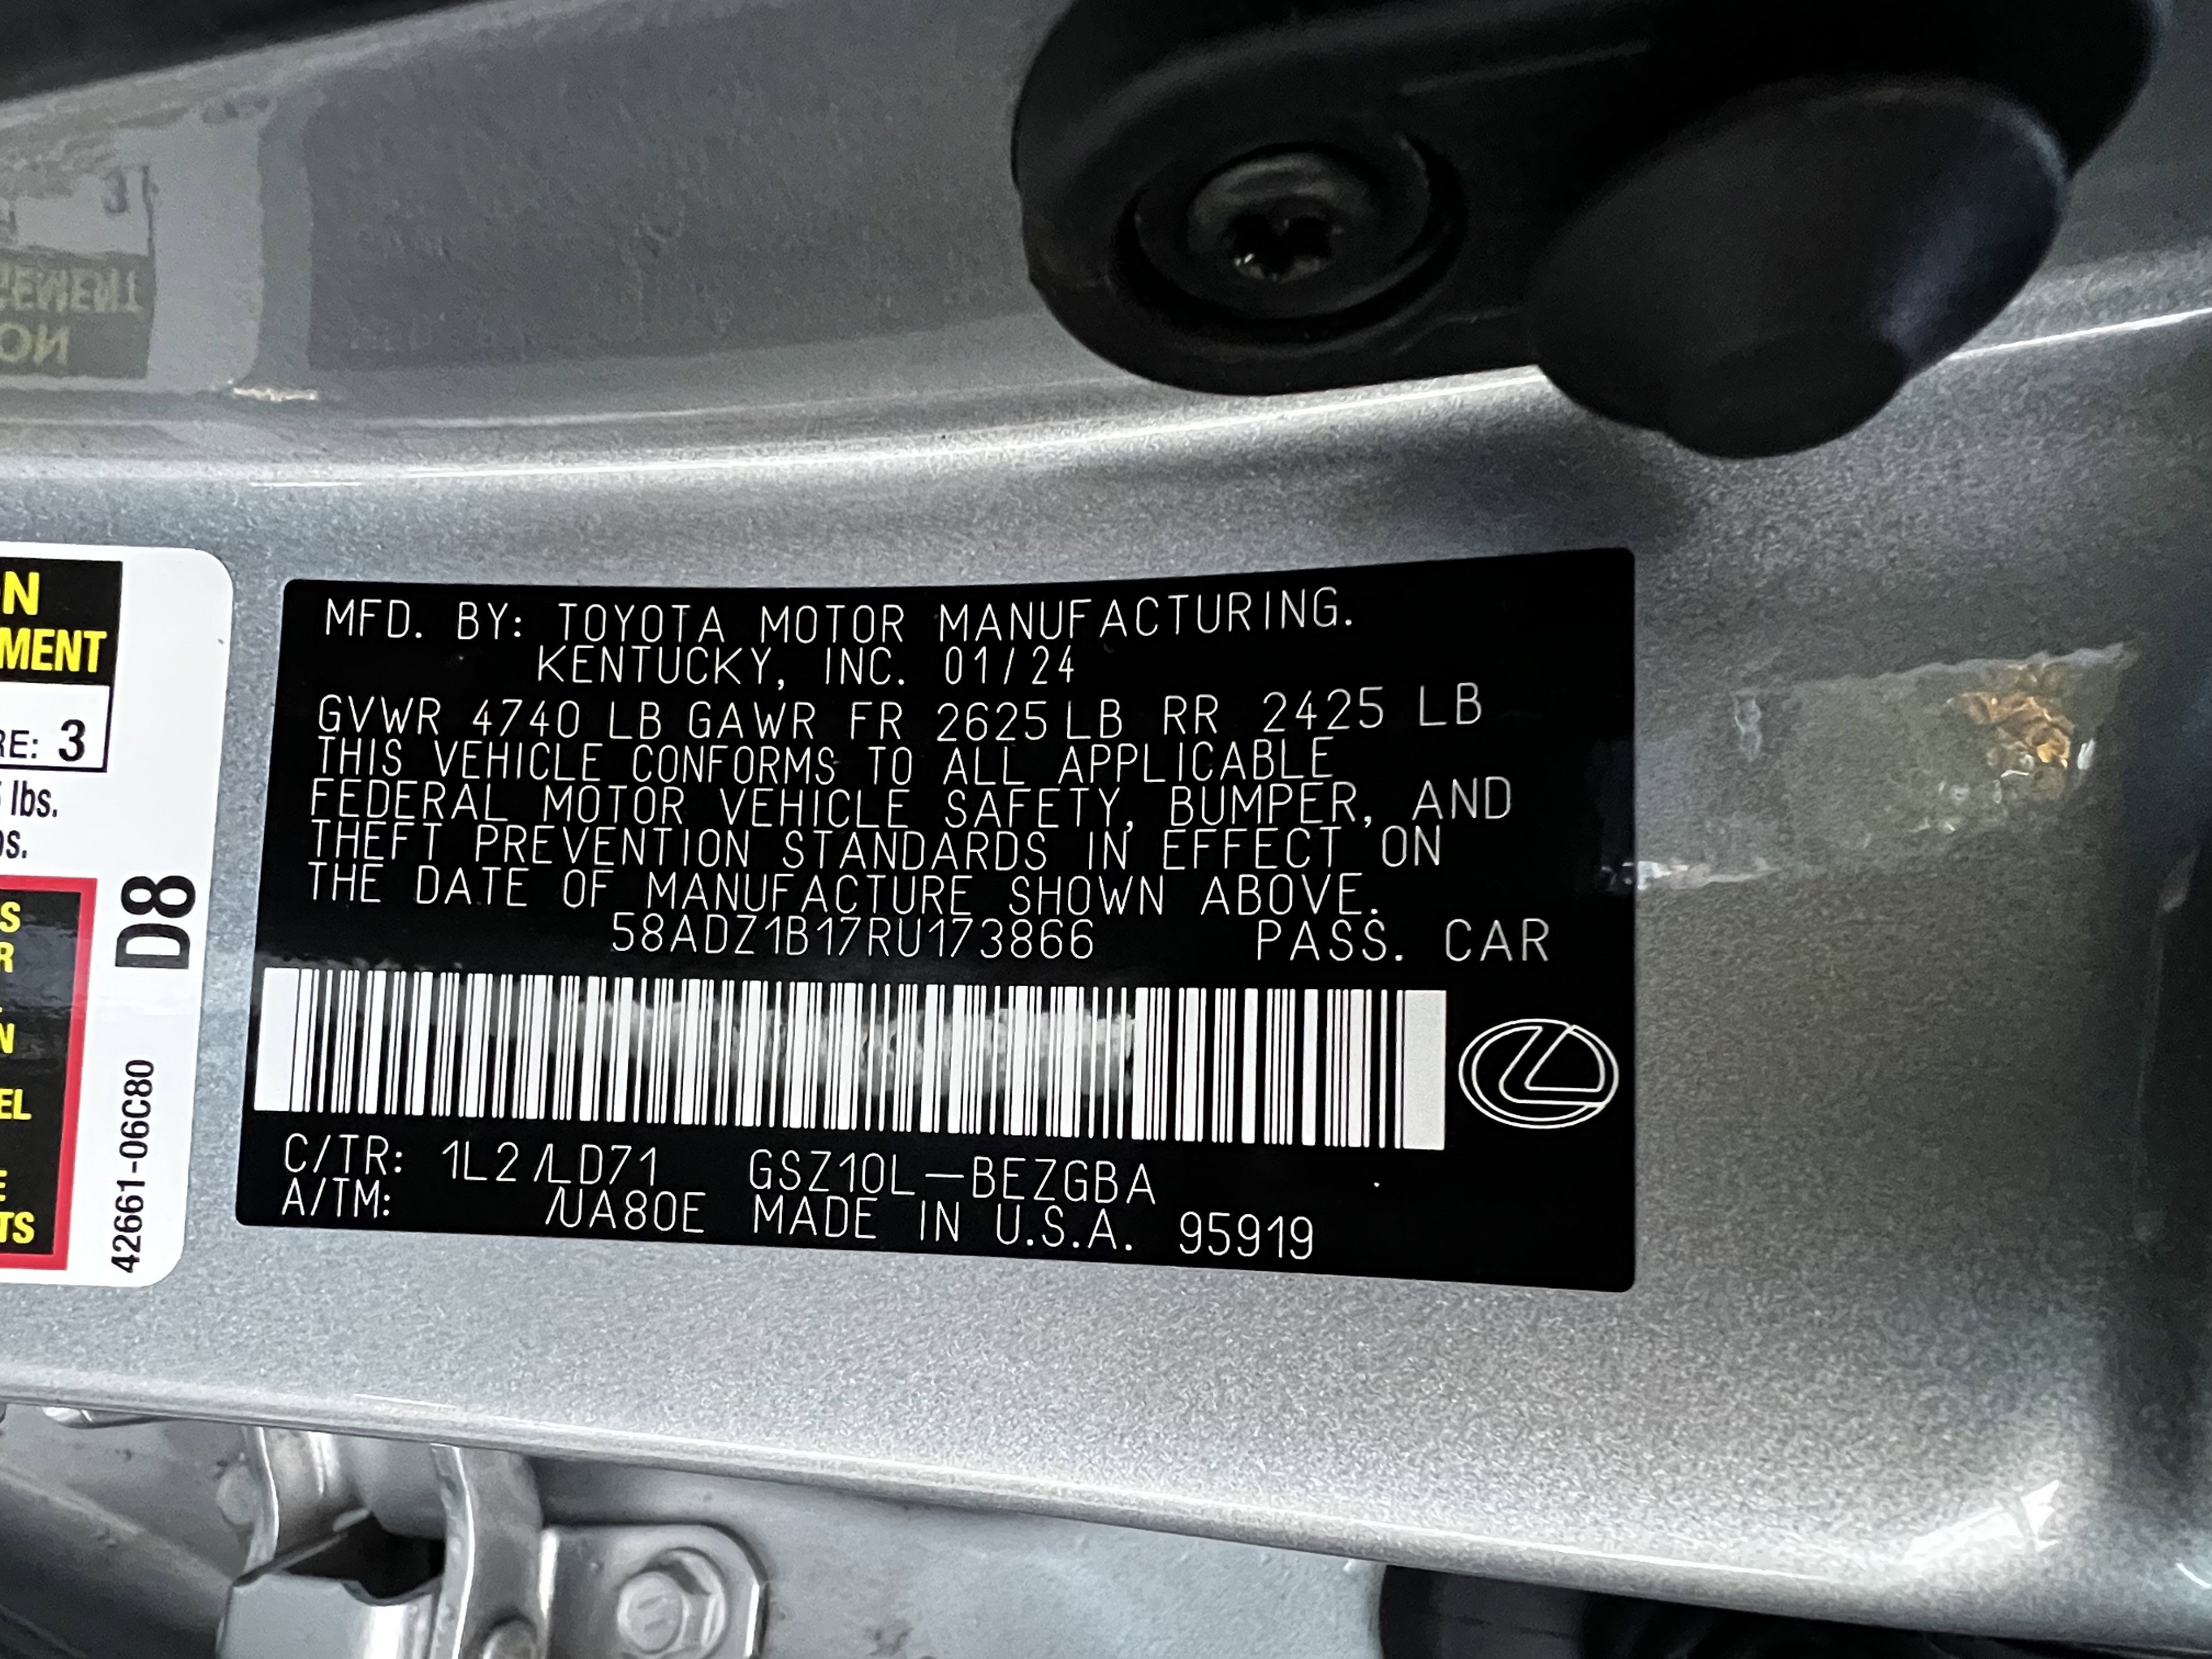 MFD. BY: TOYOTA MOTOR MANUFACTURING.
KENTUCKY, INC. 01/24
GVWR 4740 LB GAWR FR 2625 LB RR 2425 LB
THIS VEHICLE CONFORMS TO ALL APPLICABLE
FEDERAL MOTOR VEHICLE SAFETY, BUMPER, AND
THEFT PREVENTION STANDARDS IN EFFECT ON
THE DATE OF MANUFACTURE SHOWN ABOVE.
58ADZ1B17RU173866 PASS. CAR
C/TR: 1L2 /LD71 GSZ10L-BEZGBA
A/TM: /UA80E MADE IN U.S.A. 95919
N
MENT
RE: 3
lbs.
S
R
N
EL
E
TS
D8
42661-06C80